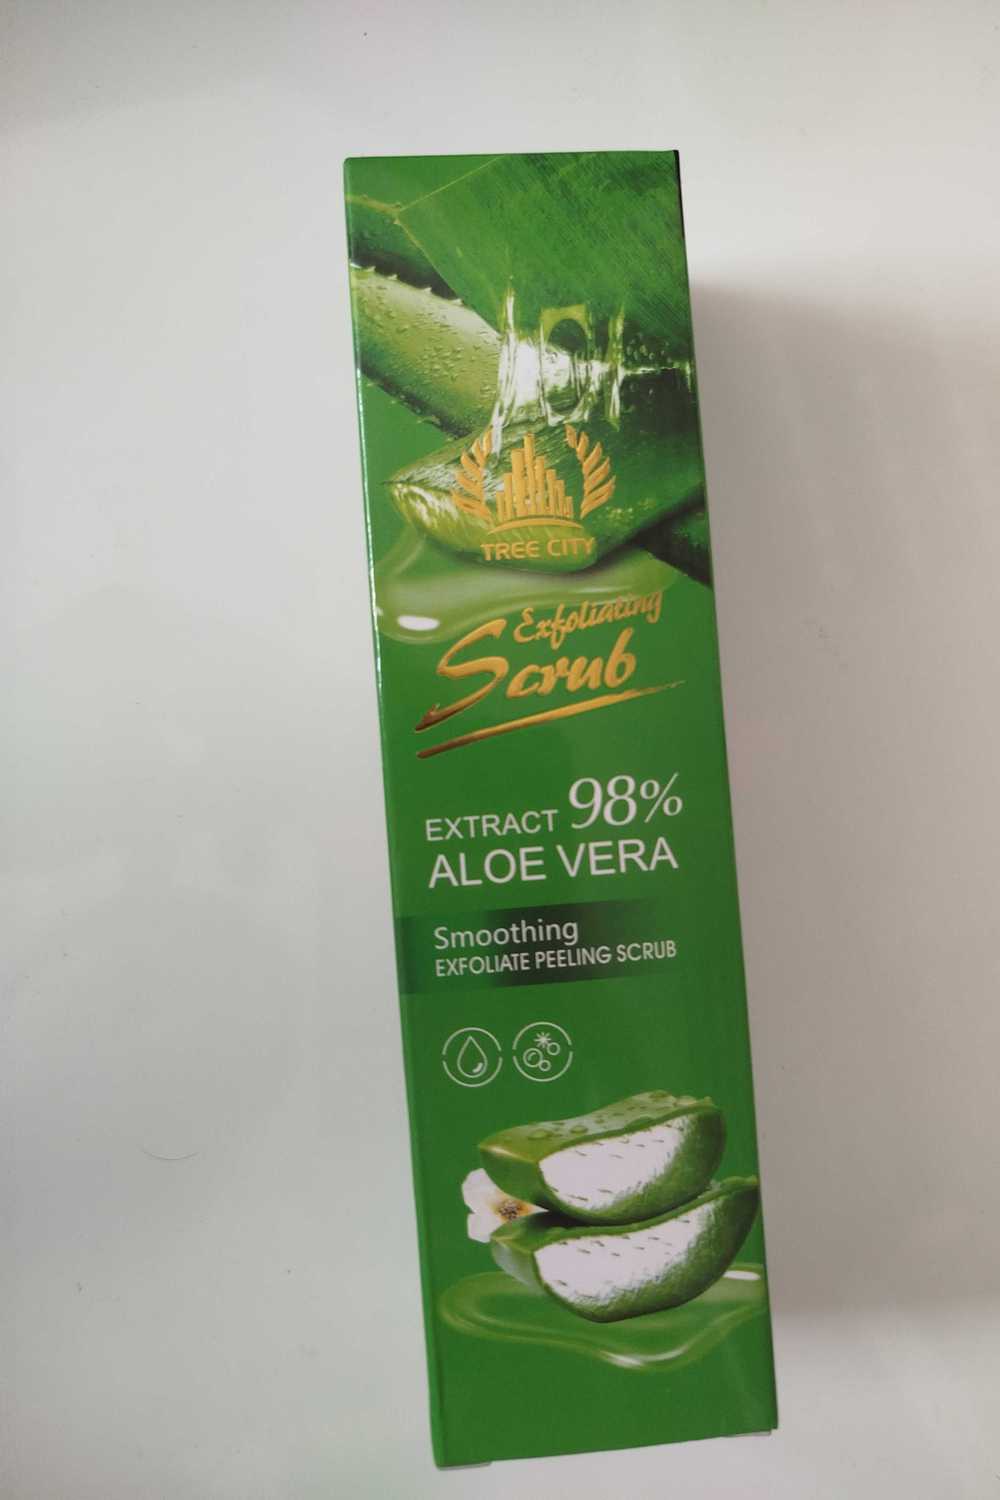 TREE CITY
Exfoliating
Scrub
EXTRACT 98%
ALOE VERA
Smoothing
EXFOLIATE PEELING SCRUB